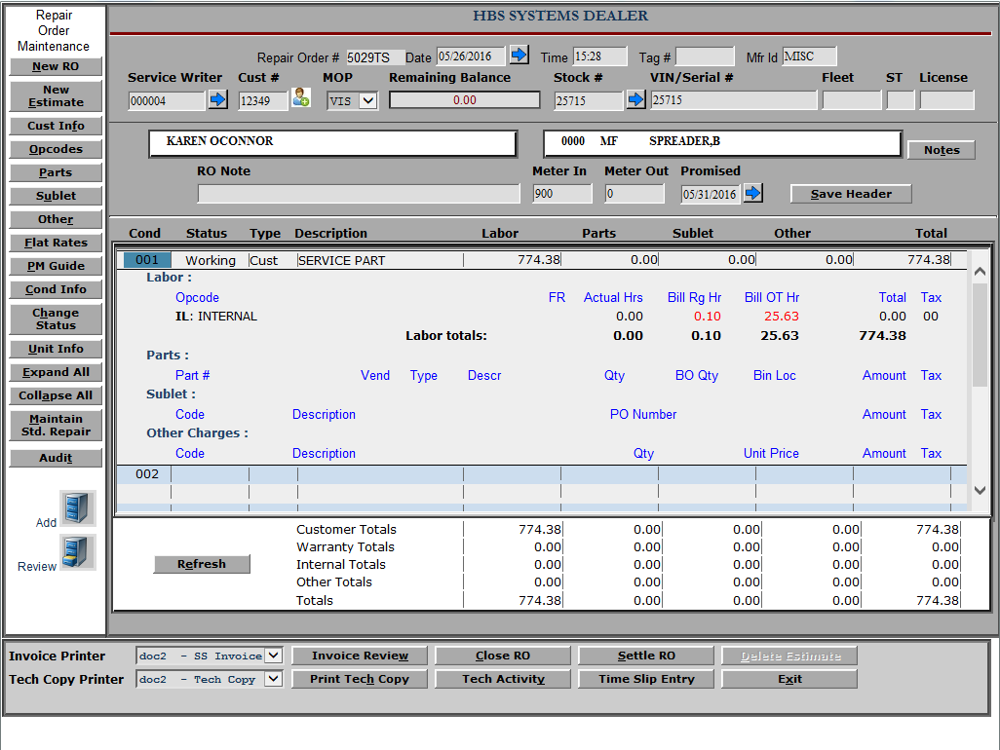 Repair
Order
Maintenance
New RO
New
Estimate
Cust Info
Opcodes
Parts
Sublet
Other
Flat Rates
PM Guide
Cond Info
Change
Status
Unit Info
Expand All
Collapse All
Maintain
Std. Repair
Audit
Add
Review
HBS SYSTEMS DEALER
Repair Order # 5029TS Date 05/26/2016 Time 15:28 Tag # Mfr Id MISC
Service Writer Cust # MOP Remaining Balance Stock # VIN/Serial # Fleet ST License
000004 12349 VIS 0.00 25715 25715
KAREN OCONNOR 0000 MF SPREADER,B Notes
RO Note Meter In Meter Out Promised
900 0 05/31/2016 Save Header
Cond Status Type Description Labor Parts Sublet Other Total
001 Working Cust SERVICE PART 774.38 0.00 0.00 0.00 774.38
Labor :
Opcode FR Actual Hrs Bill Rg Hr Bill OT Hr Total Tax
IL: INTERNAL 0.00 0.10 25.63 0.00 00
Labor totals: 0.00 0.10 25.63 774.38
Parts :
Part # Vend Type Descr Qty BO Qty Bin Loc Amount Tax
Sublet :
Code Description PO Number Amount Tax
Other Charges :
Code Description Qty Unit Price Amount Tax
002
Customer Totals 774.38 0.00 0.00 0.00 774.38
Warranty Totals 0.00 0.00 0.00 0.00 0.00
Refresh Internal Totals 0.00 0.00 0.00 0.00 0.00
Other Totals 0.00 0.00 0.00 0.00 0.00
Totals 774.38 0.00 0.00 0.00 774.38
Invoice Printer doc2 - SS Invoice Invoice Review Close RO Settle RO Delete Estimate
Tech Copy Printer doc2 - Tech Copy Print Tech Copy Tech Activity Time Slip Entry Exit